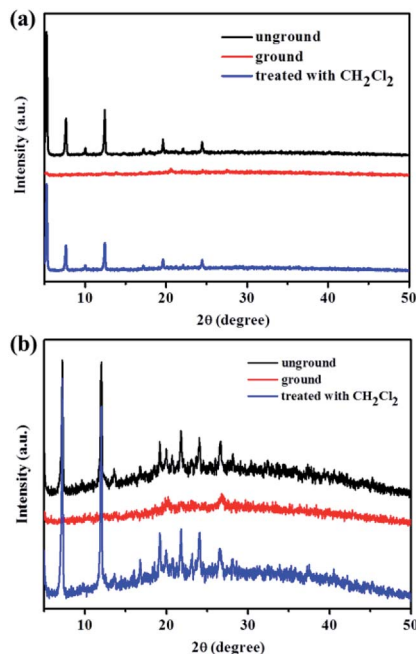 (a)
unground
ground
treated with CH2Cl2
Intensity (a.u.)
10 20 30 40 50
2θ (degree)
(b)
unground
ground
treated with CH2Cl2
Intensity (a.u.)
10 20 30 40 50
2θ (degree)